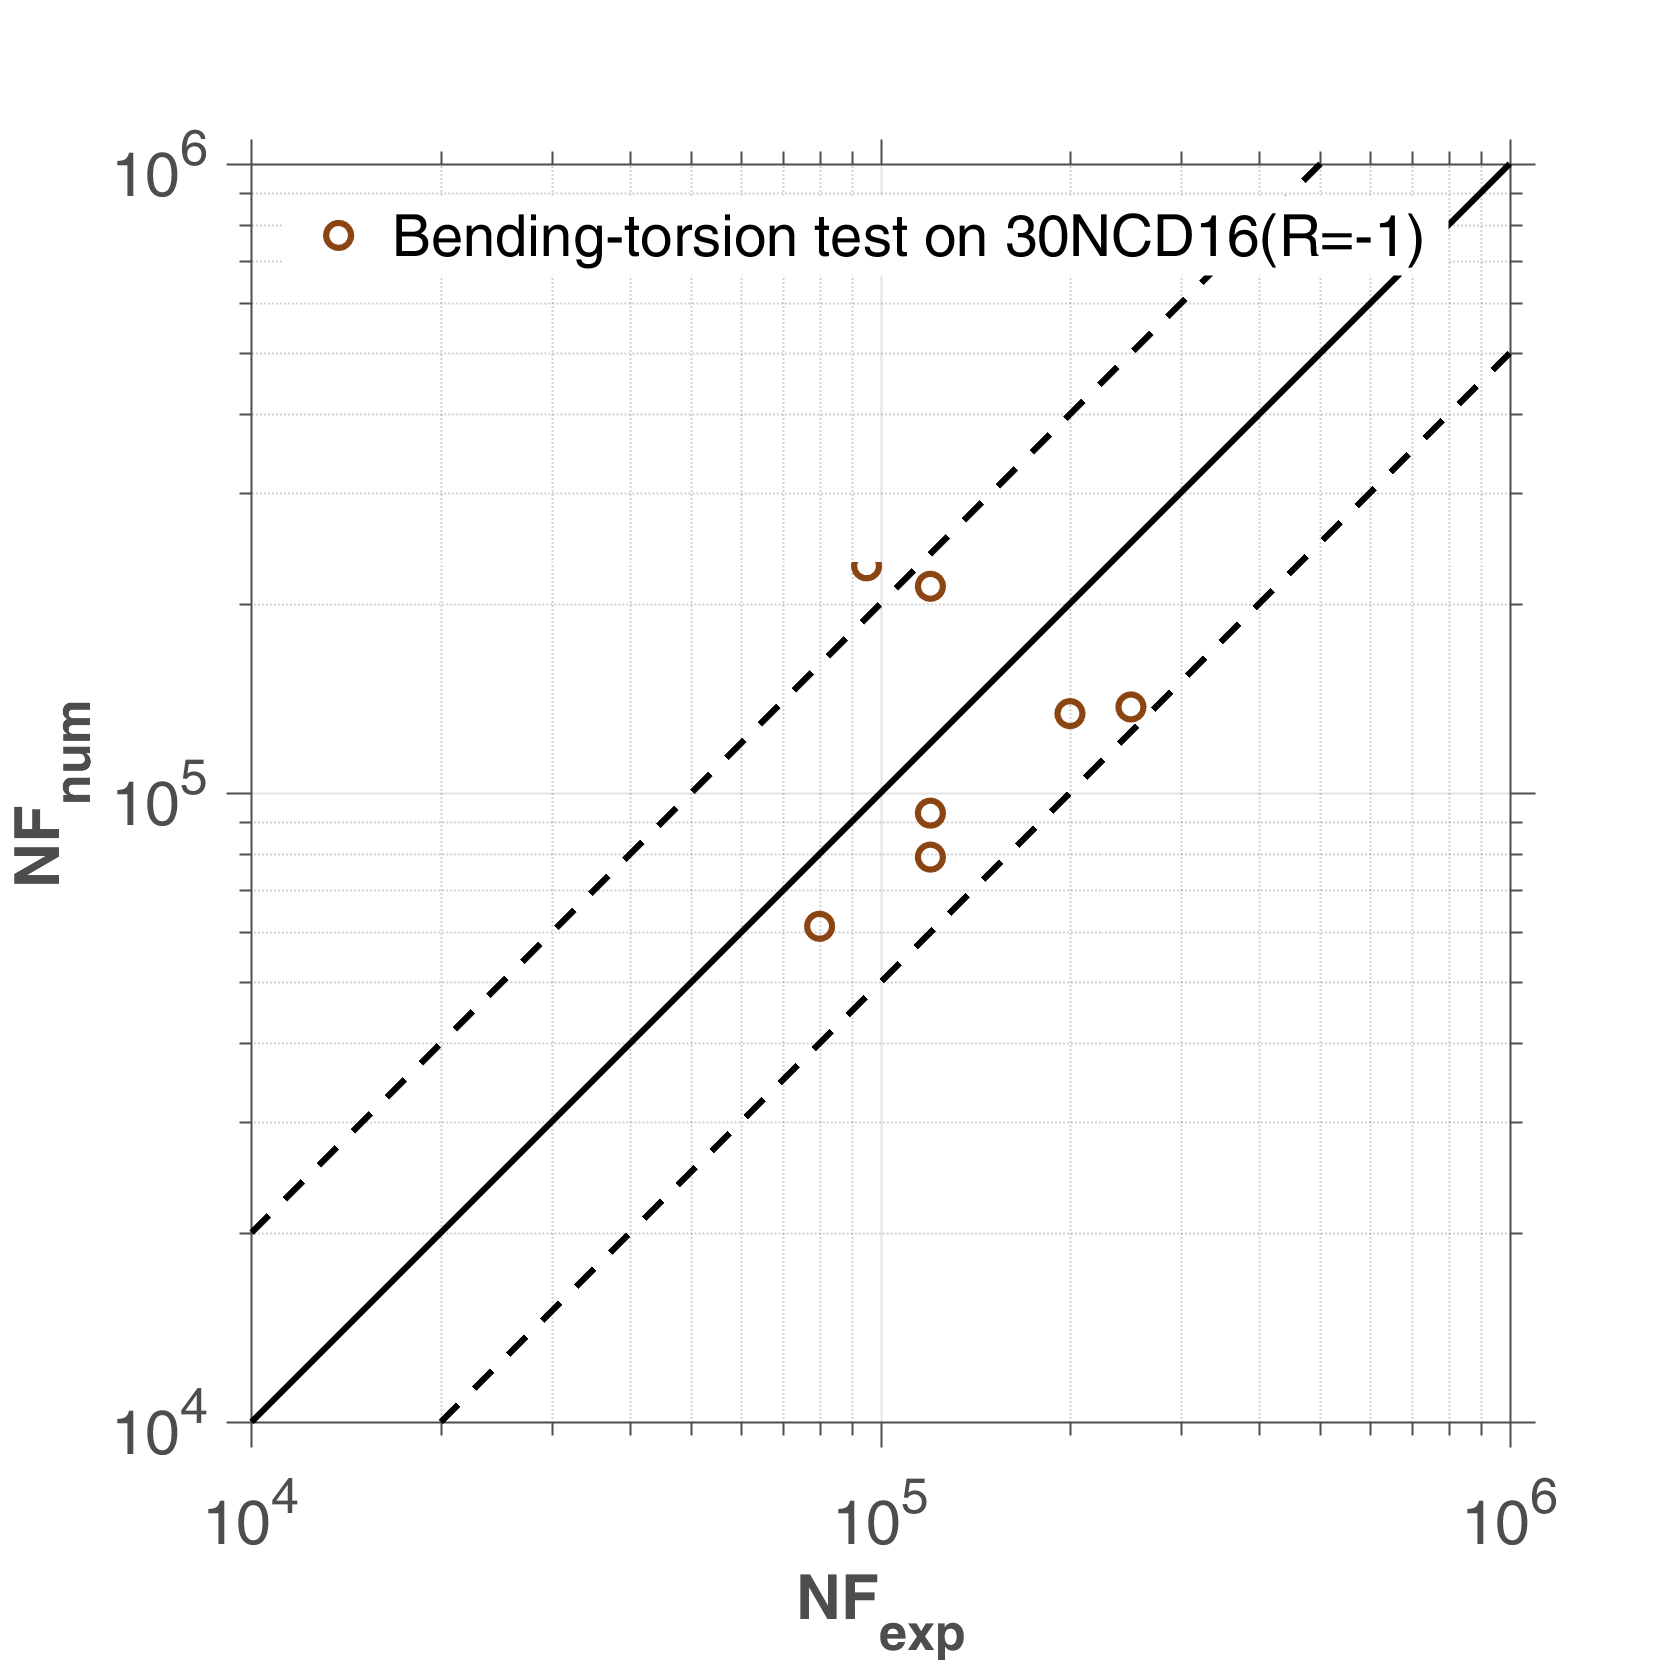 10^6
Bending-torsion test on 30NCD16(R=-1)
NF_num
10^5
10^4
10^4 10^5 10^6
NF_exp